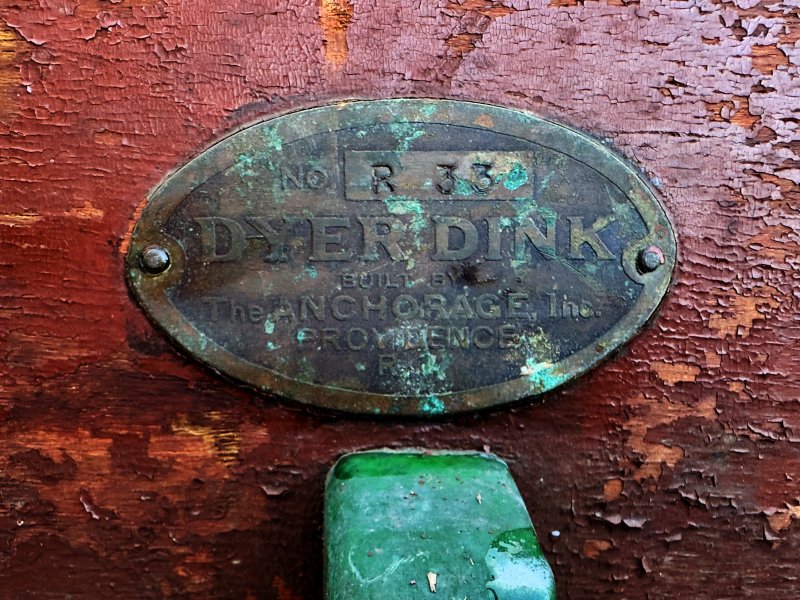 NO. R 33
DYER DINK
BUILT BY
The ANCHORAGE, Inc.
PROVIDENCE
R. I.